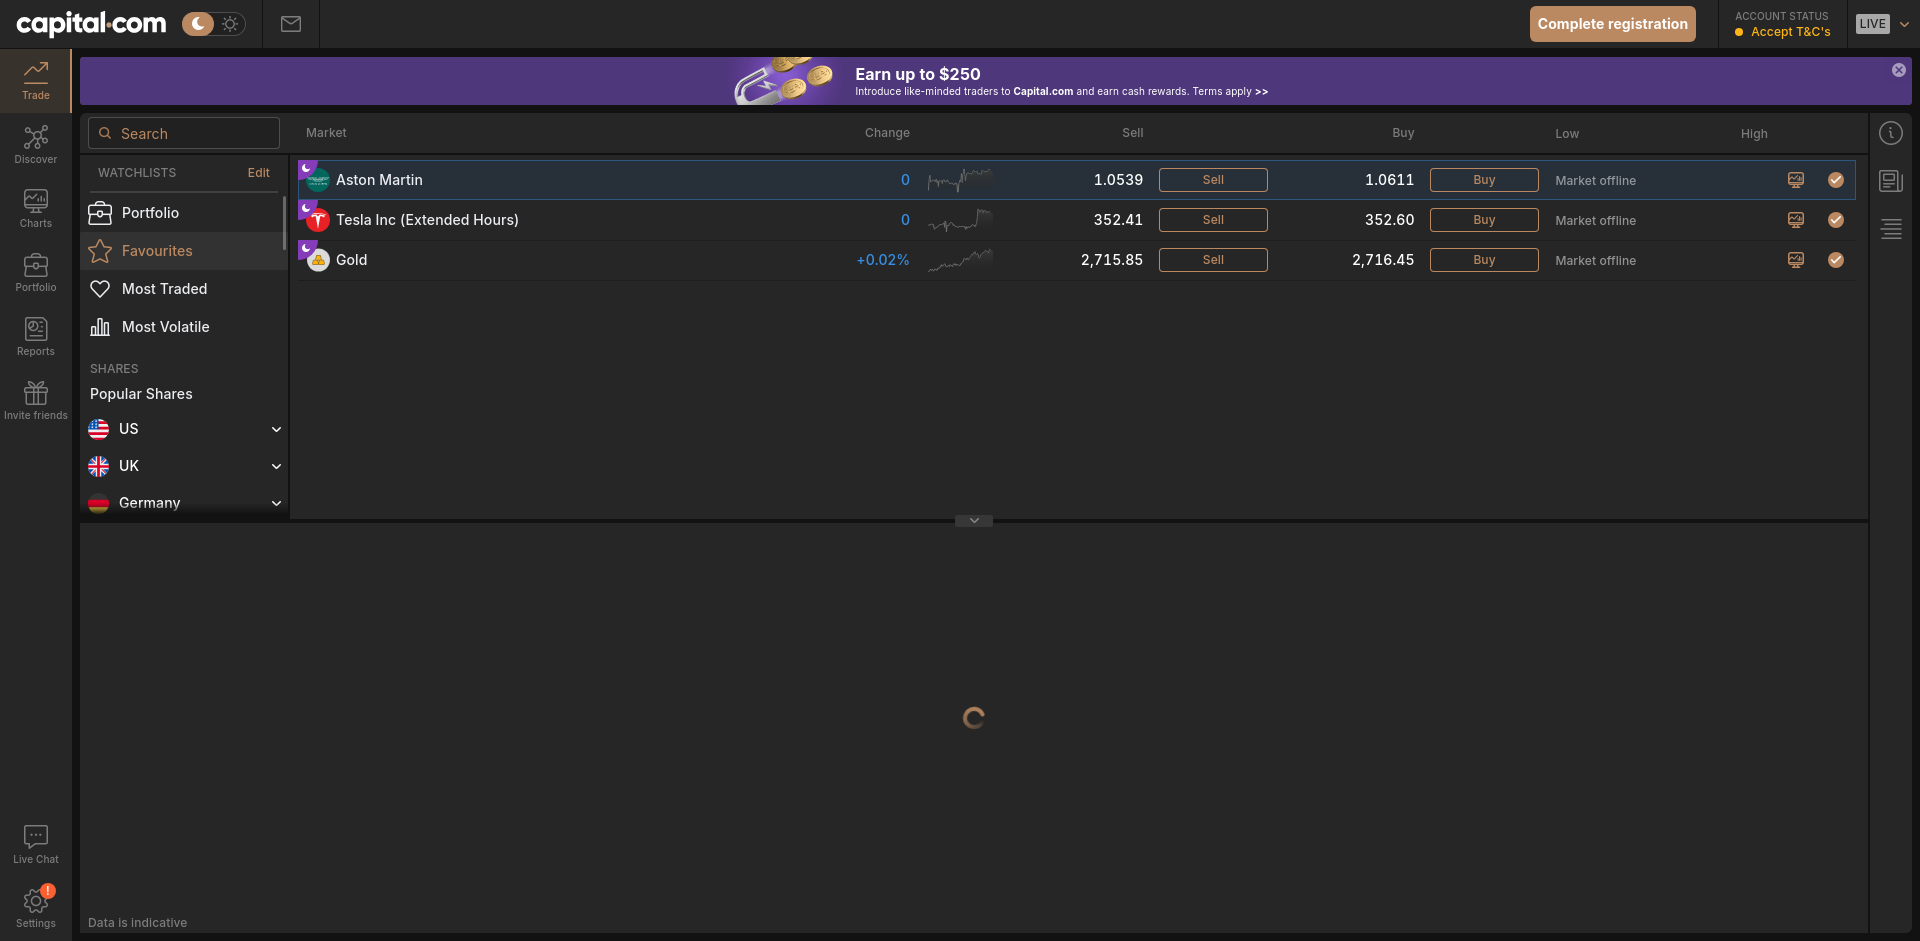 capital.com
Complete registration
ACCOUNT STATUS
Accept T&C's
LIVE
Trade
Discover
Charts
Portfolio
Reports
Invite friends
Live Chat
!
Settings
Earn up to $250
Introduce like-minded traders to Capital.com and earn cash rewards. Terms apply >>
Search
WATCHLISTS Edit
Portfolio
Favourites
Most Traded
Most Volatile
SHARES
Popular Shares
US
UK
Germany
Market Change Sell Buy Low High
Aston Martin 0 1.0539 Sell 1.0611 Buy Market offline
Tesla Inc (Extended Hours) 0 352.41 Sell 352.60 Buy Market offline
Gold +0.02% 2,715.85 Sell 2,716.45 Buy Market offline
Data is indicative